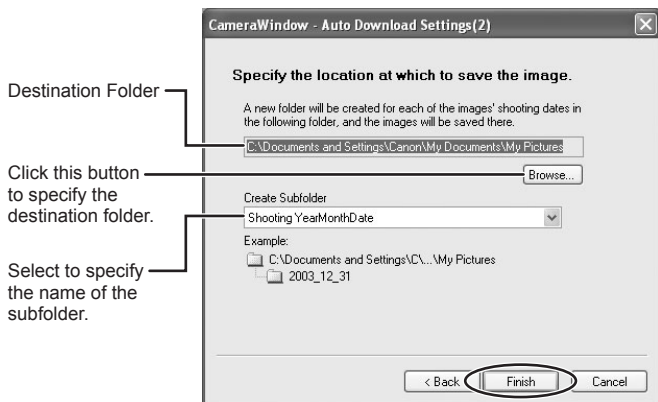 CameraWindow - Auto Download Settings(2)
Specify the location at which to save the image.
Destination Folder
A new folder will be created for each of the images' shooting dates in
the following folder, and the images will be saved there.
C:\Documents and Settings\Canon\My Documents\My Pictures
Click this button
to specify the
destination folder.
Browse...
Create Subfolder
Shooting YearMonthDate
Example:
C:\Documents and Settings\C\...\My Pictures
2003_12_31
Select to specify
the name of the
subfolder.
< Back
Finish
Cancel